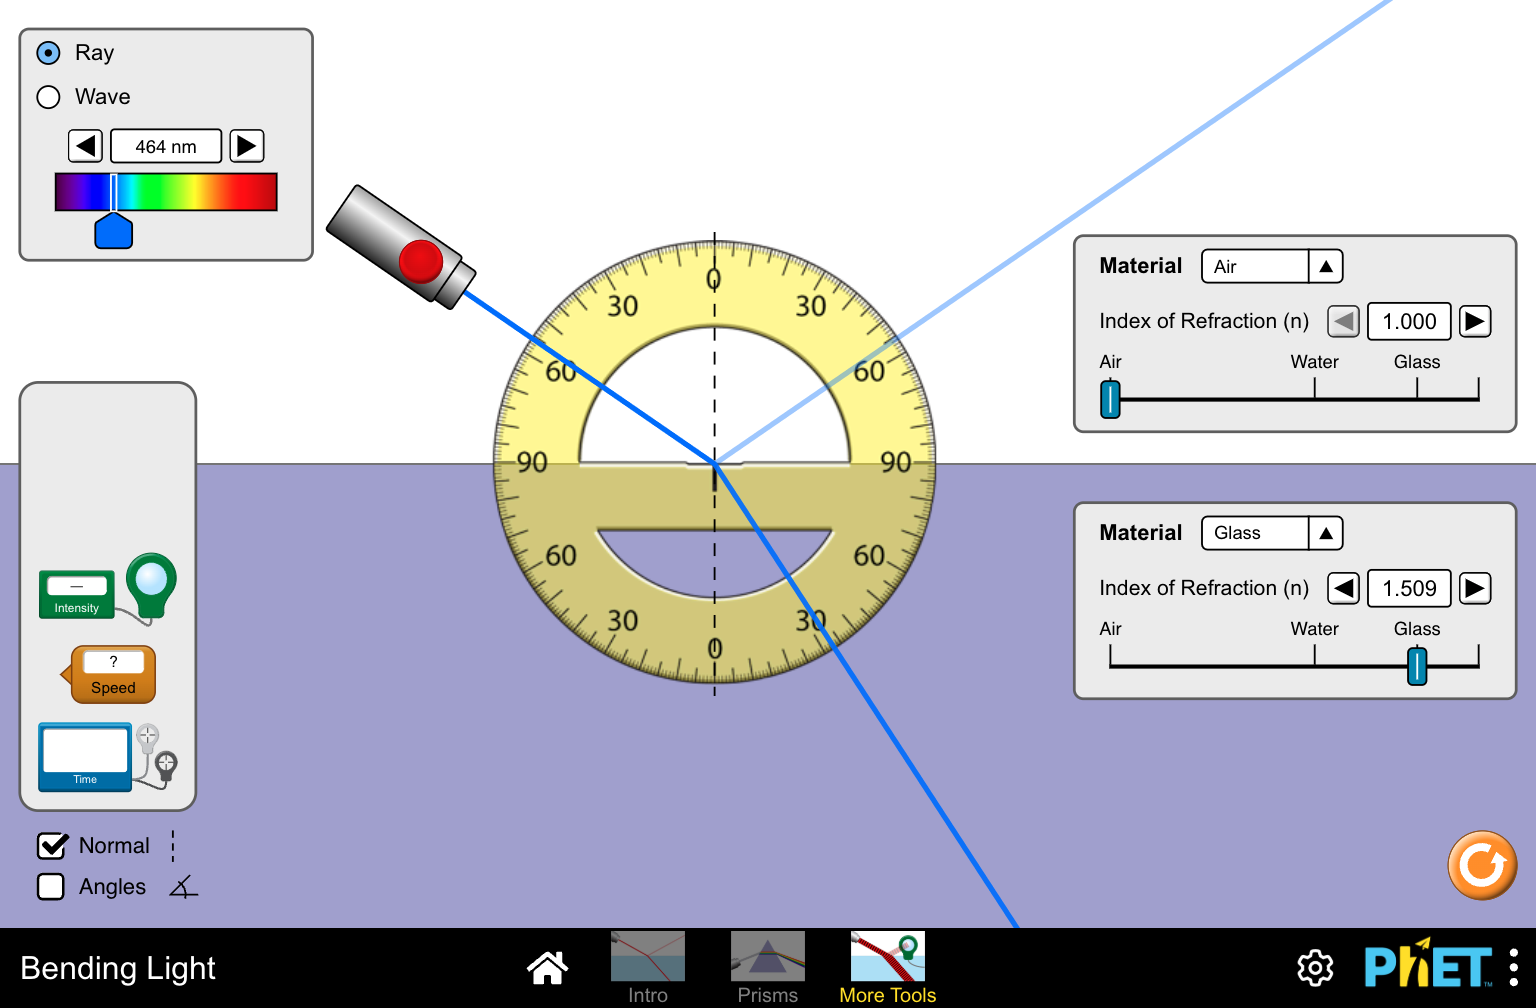 Ray
Wave
464 nm
0
30 30
60 60
90 90
60 60
30 30
0
Material Air
Index of Refraction (n) 1.000
Air Water Glass
Material Glass
Index of Refraction (n) 1.509
Air Water Glass
—
Intensity
?
Speed
Time
Normal
Angles
Bending Light
Intro
Prisms
More Tools
PhET™